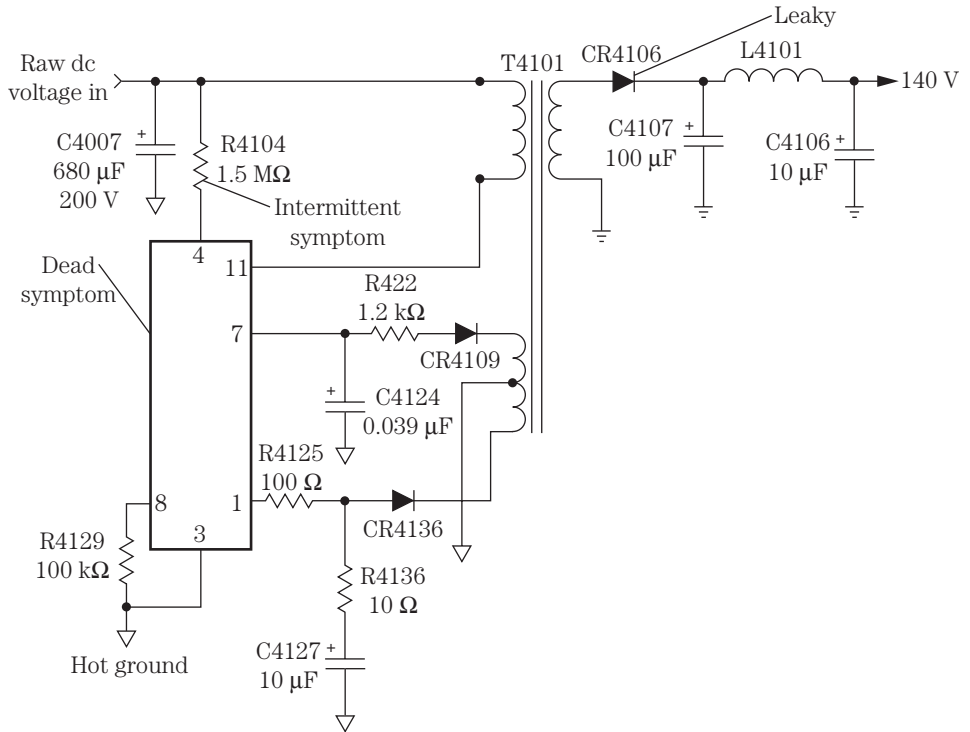 Leaky
Raw dc
voltage in
T4101
CR4106
L4101
140 V
C4007
680 μF
200 V
+
R4104
1.5 MΩ
C4107
100 μF
+
C4106
10 μF
+
Intermittent
symptom
Dead
symptom
4
11
7
R422
1.2 kΩ
CR4109
+
C4124
0.039 μF
R4125
100 Ω
8
1
3
CR4136
R4129
100 kΩ
R4136
10 Ω
Hot ground
C4127
10 μF
+